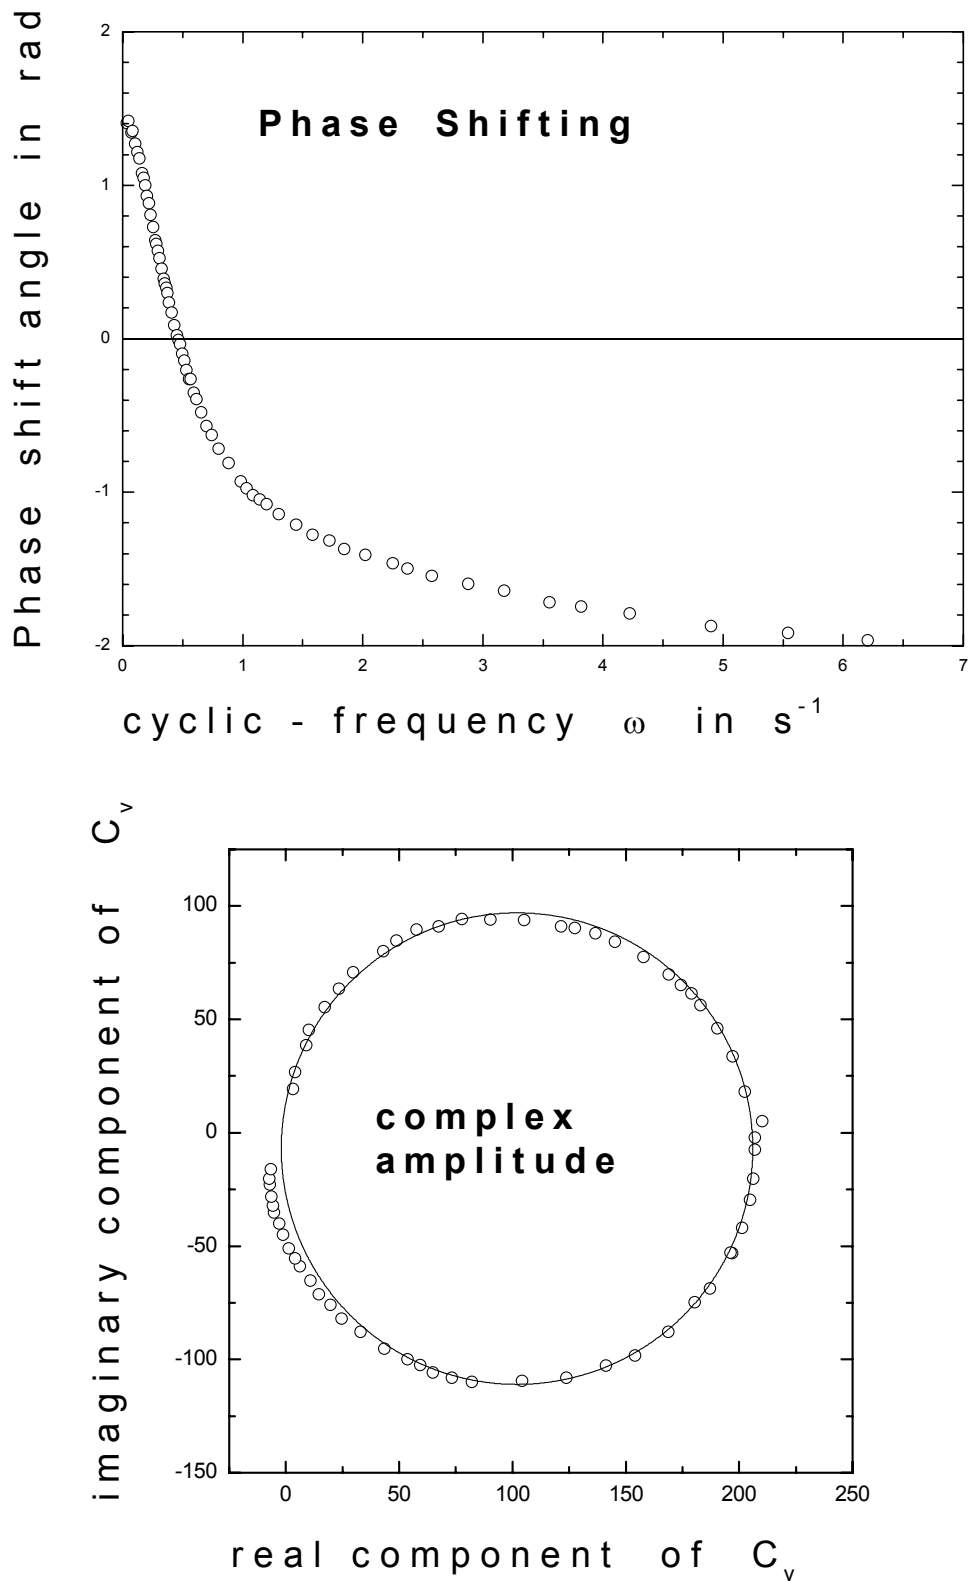 Phase shift angle in rad
2
1
0
-1
-2
Phase Shifting
0 1 2 3 4 5 6 7
cyclic - frequency ω in s⁻¹
imaginary component of Cᵥ
100
50
0
-50
-100
-150
complex
amplitude
0 50 100 150 200 250
real component of Cᵥ